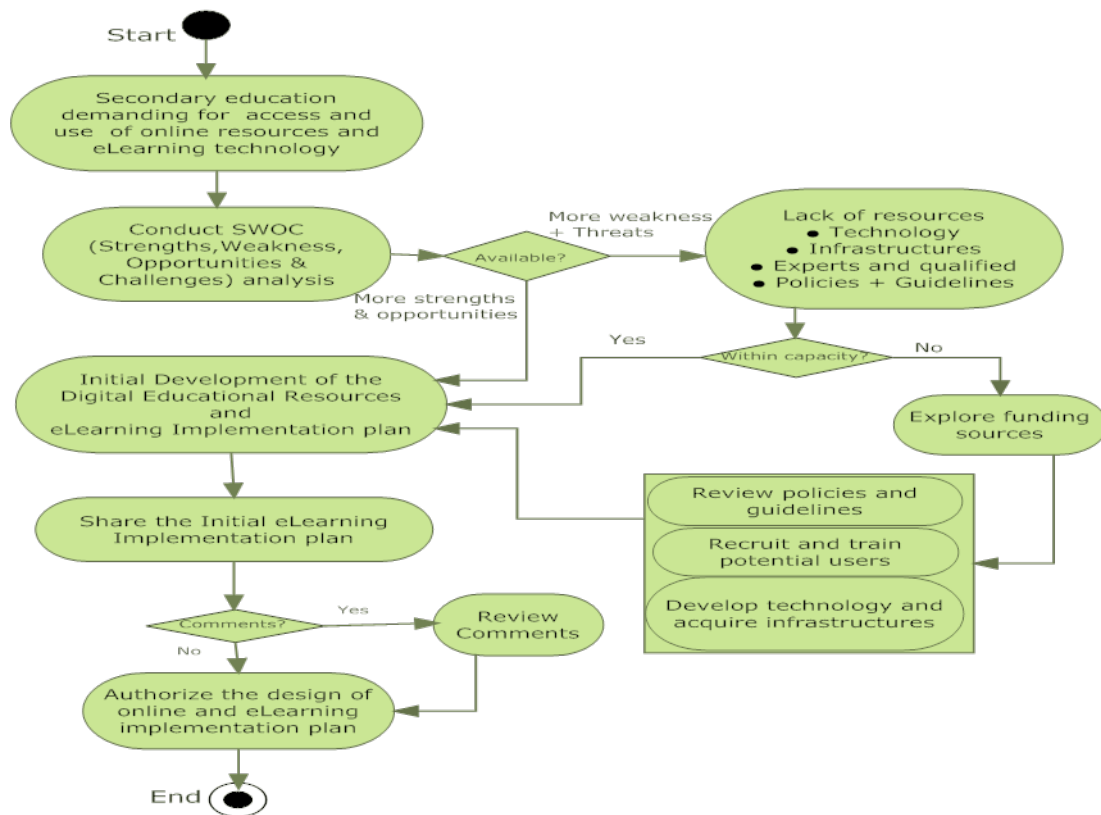 Start
Secondary education
demanding for access and
use of online resources and
eLearning technology
Conduct SWOC
(Strengths,Weakness,
Opportunities &
Challenges) analysis
Available?
More weakness
+ Threats
Lack of resources
● Technology
● Infrastructures
● Experts and qualified
● Policies + Guidelines
More strengths
& opportunities
Within capacity?
Yes
No
Initial Development of the
Digital Educational Resources
and
eLearning Implementation plan
Explore funding
sources
Review policies and
guidelines
Recruit and train
potential users
Develop technology and
acquire infrastructures
Share the Initial eLearning
Implementation plan
Comments?
Yes
Review
Comments
No
Authorize the design of
online and eLearning
implementation plan
End